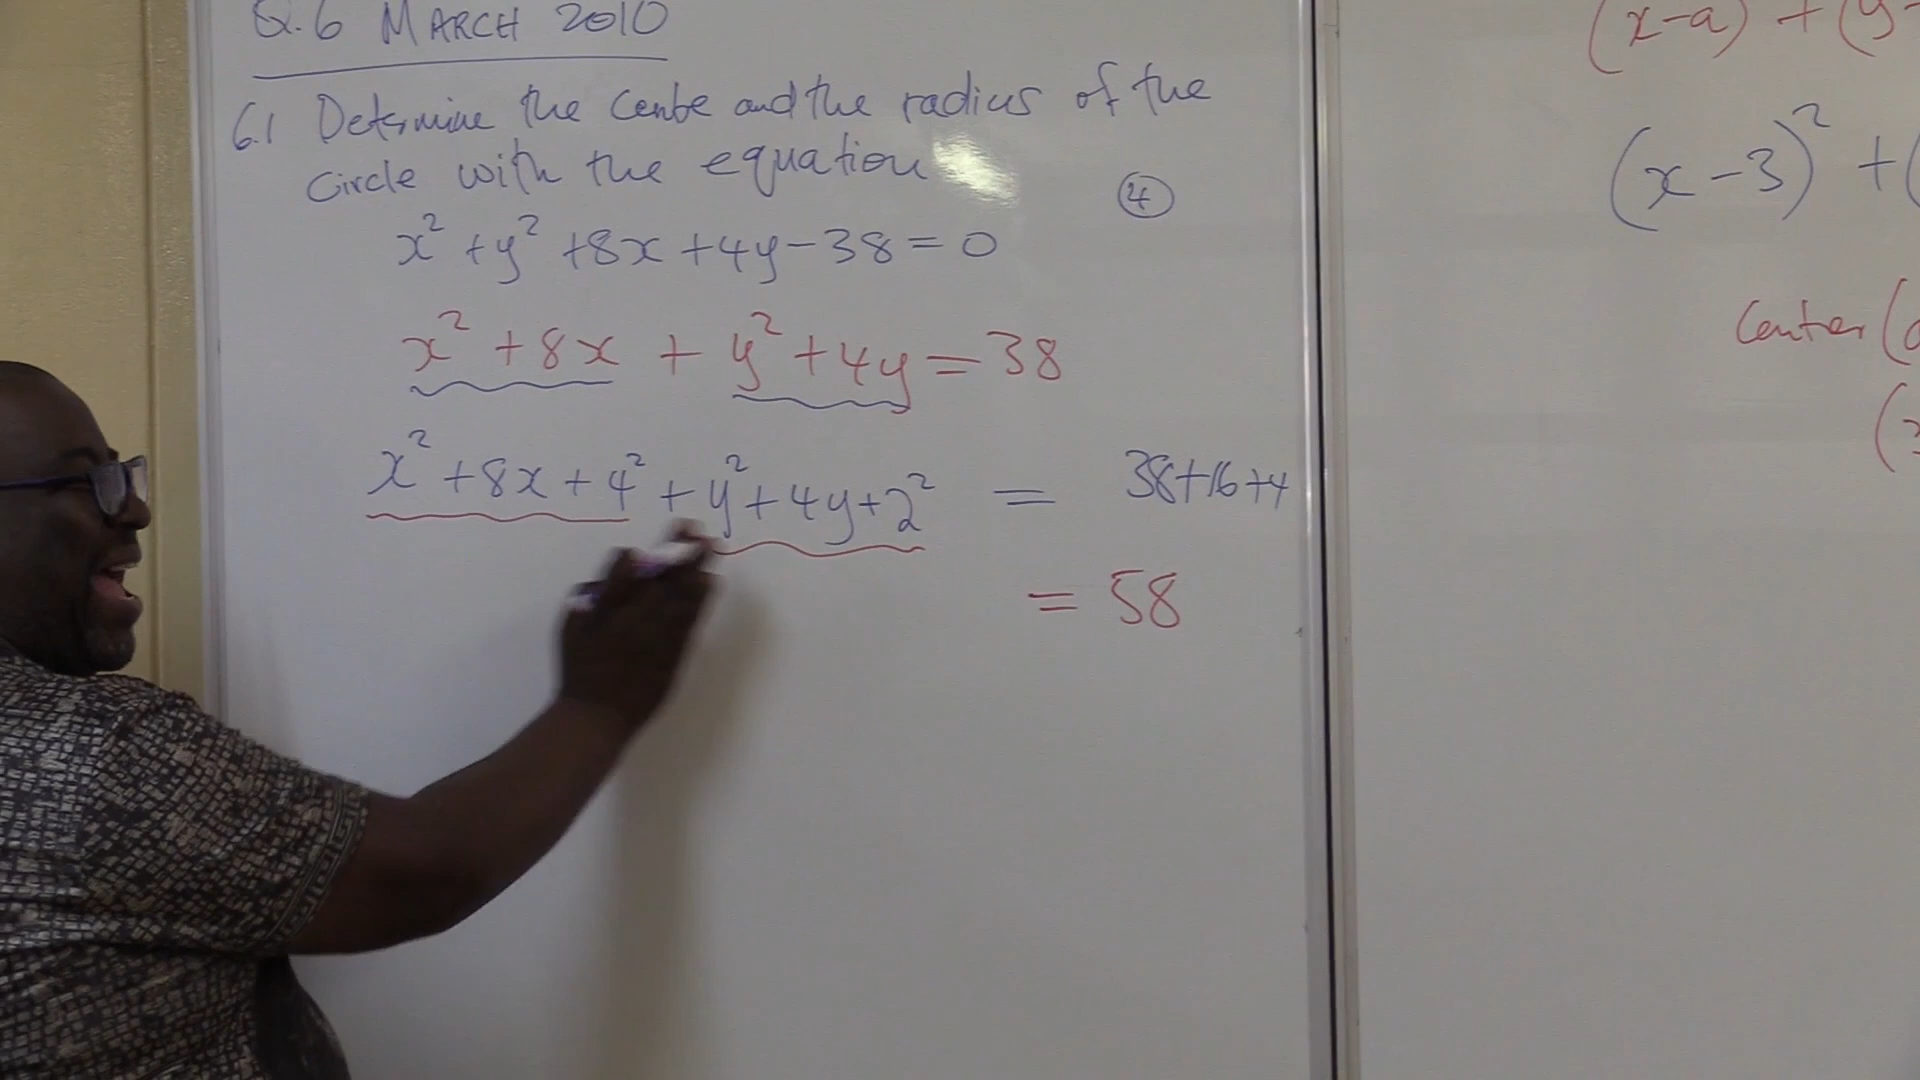 Q.6 MARCH 2010
6.1 Determine the Centre and the radius of the
Circle with the equation
④
x² + y² + 8x + 4y - 38 = 0
x² + 8x + y² + 4y = 38
x² + 8x + 4² + y² + 4y + 2² = 38 + 16 + 4
= 58
(x-a) + (y-
(x-3)² + (
Center (
(